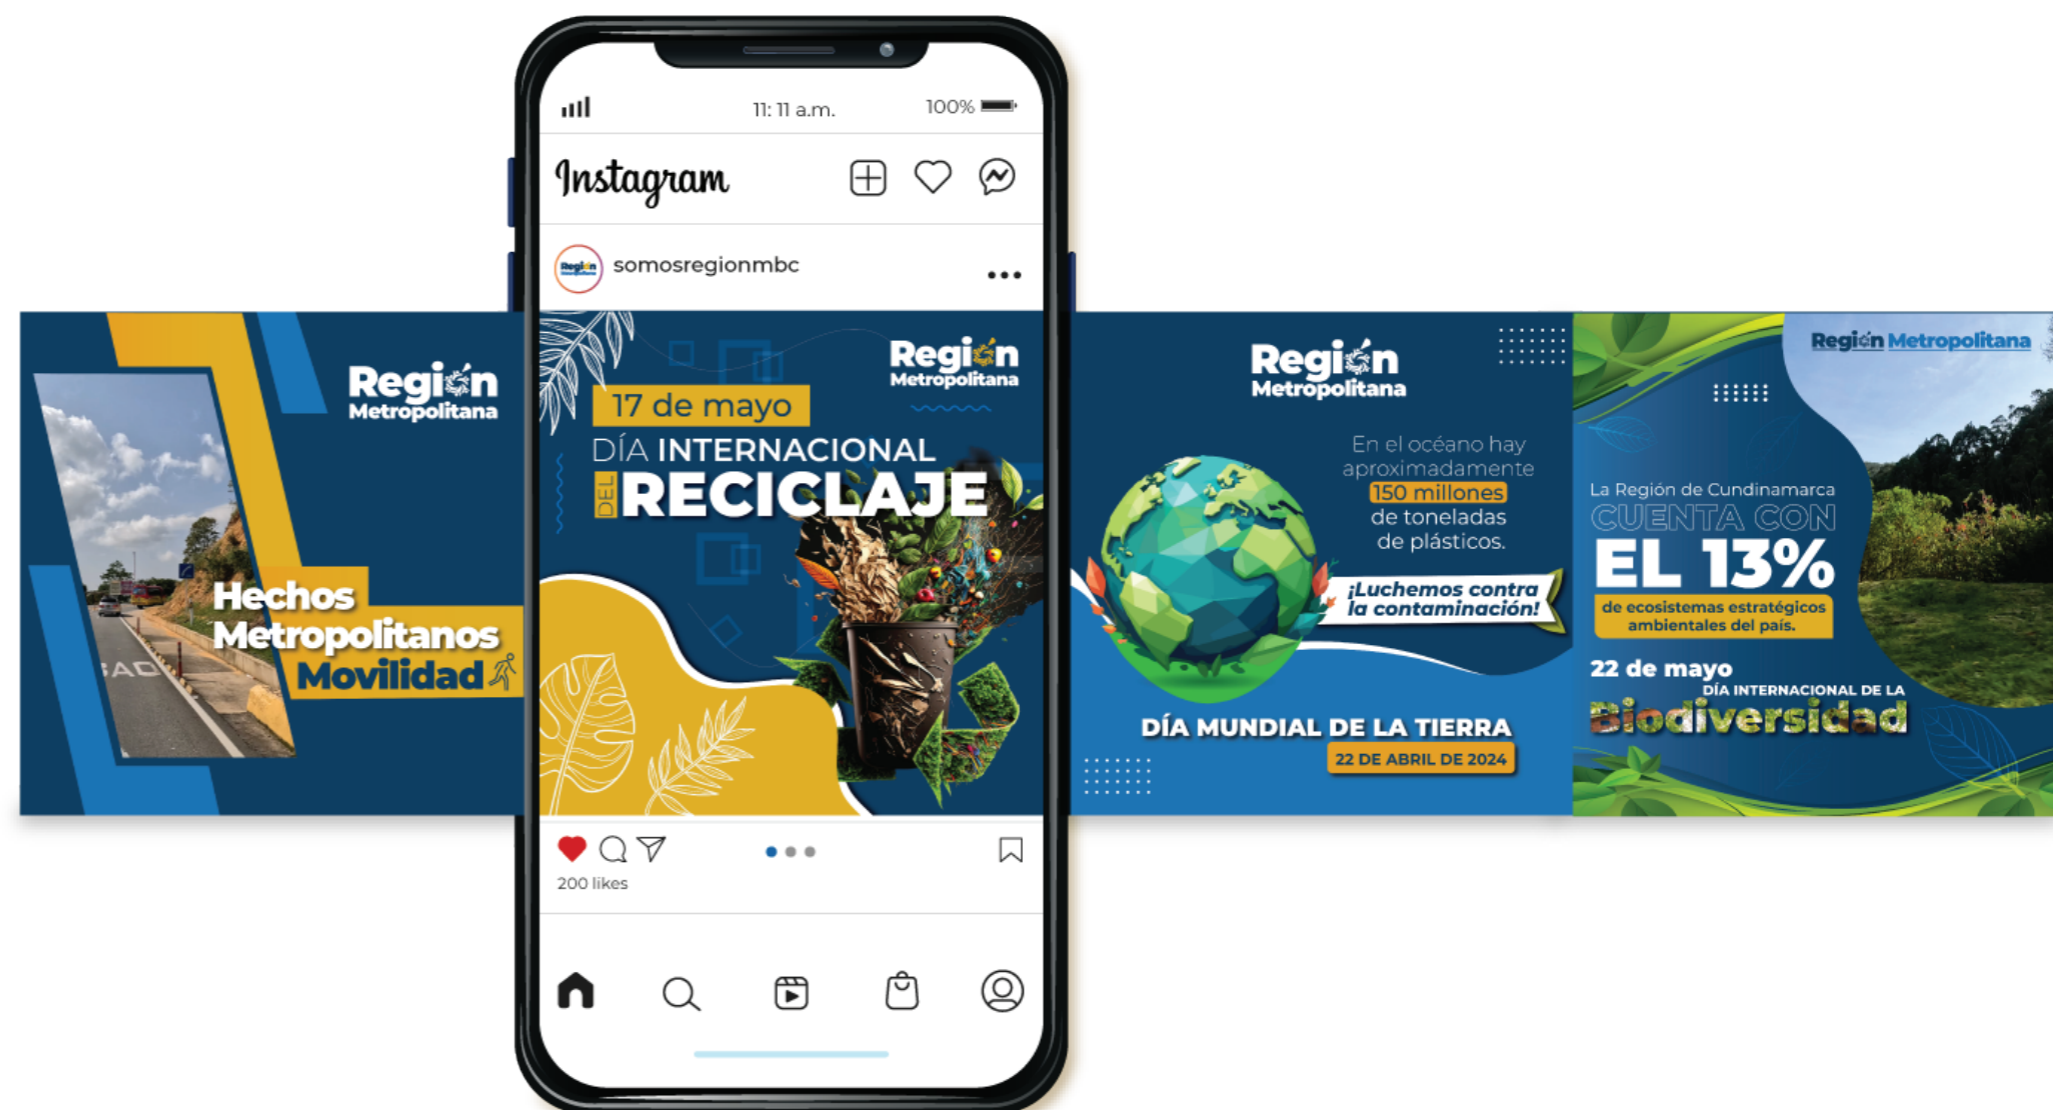 11: 11 a.m.
100%
Instagram
Región
Metropolitana
somosregionmbc
Región
Metropolitana
Hechos
Metropolitanos
Movilidad
Región
Metropolitana
17 de mayo
DÍA INTERNACIONAL
DEL RECICLAJE
Región
Metropolitana
En el océano hay
aproximadamente
150 millones
de toneladas
de plásticos.
¡Luchemos contra
la contaminación!
DÍA MUNDIAL DE LA TIERRA
22 DE ABRIL DE 2024
Región Metropolitana
La Región de Cundinamarca
CUENTA CON
EL 13%
de ecosistemas estratégicos
ambientales del país.
22 de mayo
DÍA INTERNACIONAL DE LA
Biodiversidad
200 likes